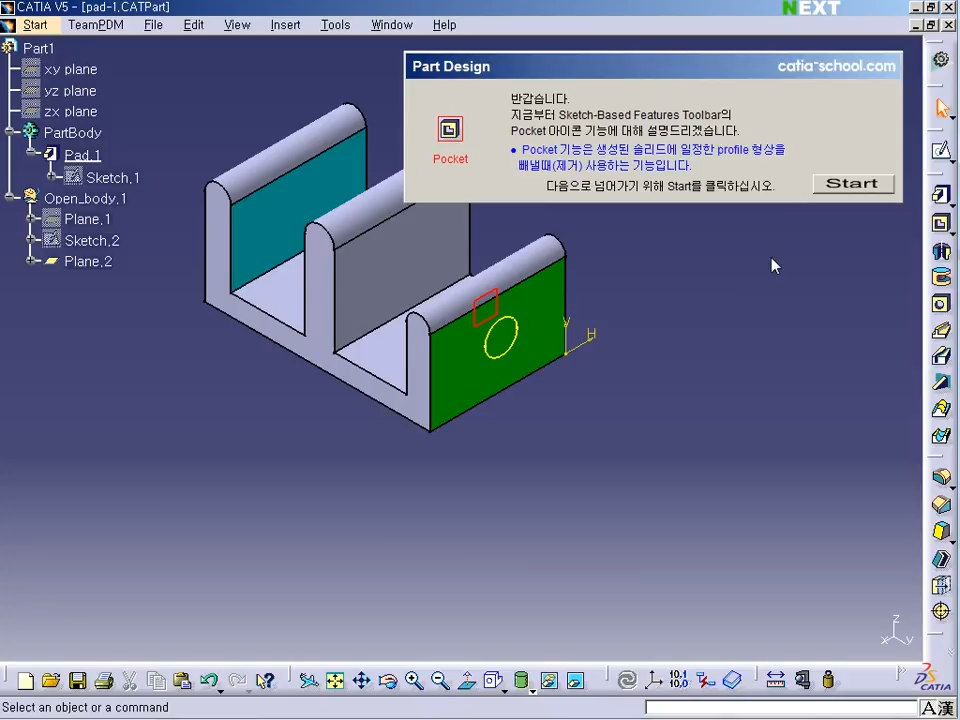 CATIA V5 - [pad-1,CATPart]
NEXT
Start TeamPDM File Edit View Insert Tools Window Help
Part1
xy plane
yz plane
zx plane
PartBody
Pad,1
Sketch,1
Open_body,1
Plane,1
Sketch,2
Plane,2
Part Design
catia-school.com
반갑습니다.
지금부터 Sketch-Based Features Toolbar의
Pocket 아이콘 기능에 대해 설명드리겠습니다.
Pocket
• Pocket 기능은 생성된 솔리드에 일정한 profile 형상을
빼낼때(제거) 사용하는 기능입니다.
다음으로 넘어가기 위해 Start를 클릭하십시오.
Start
V
H
z
x y
10.1
10.0
CATIA
Select an object or a command
A漢